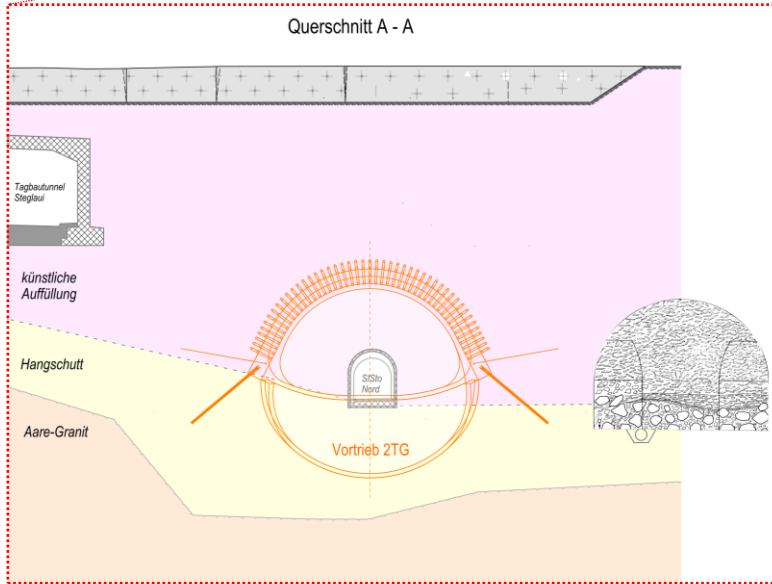 Querschnitt A - A
Tagbautunnel
Steglaui
künstliche
Auffüllung
Hangschutt
SiSto
Nord
Aare-Granit
Vortrieb 2TG